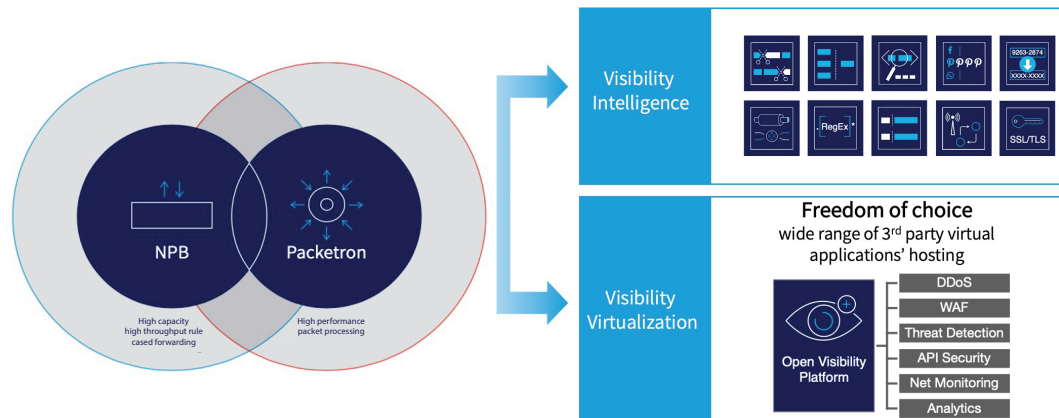 NPB
High capacity
high throughput rule
cased forwarding
Packetron
High performance
packet processing
Visibility
Intelligence
9263-2874
XXXX-XXXX
.[RegEx]*
SSL/TLS
Visibility
Virtualization
Freedom of choice
wide range of 3rd party virtual
applications' hosting
Open Visibility
Platform
DDoS
WAF
Threat Detection
API Security
Net Monitoring
Analytics